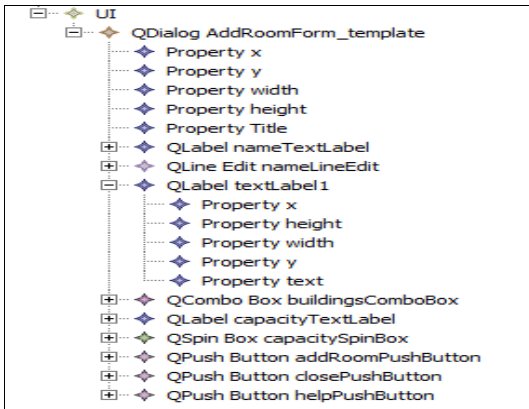 UI
QDialog AddRoomForm_template
Property x
Property y
Property width
Property height
Property Title
QLabel nameTextLabel
QLine Edit nameLineEdit
QLabel textLabel1
Property x
Property height
Property width
Property y
Property text
QCombo Box buildingsComboBox
QLabel capacityTextLabel
QSpin Box capacitySpinBox
QPush Button addRoomPushButton
QPush Button closePushButton
QPush Button helpPushButton